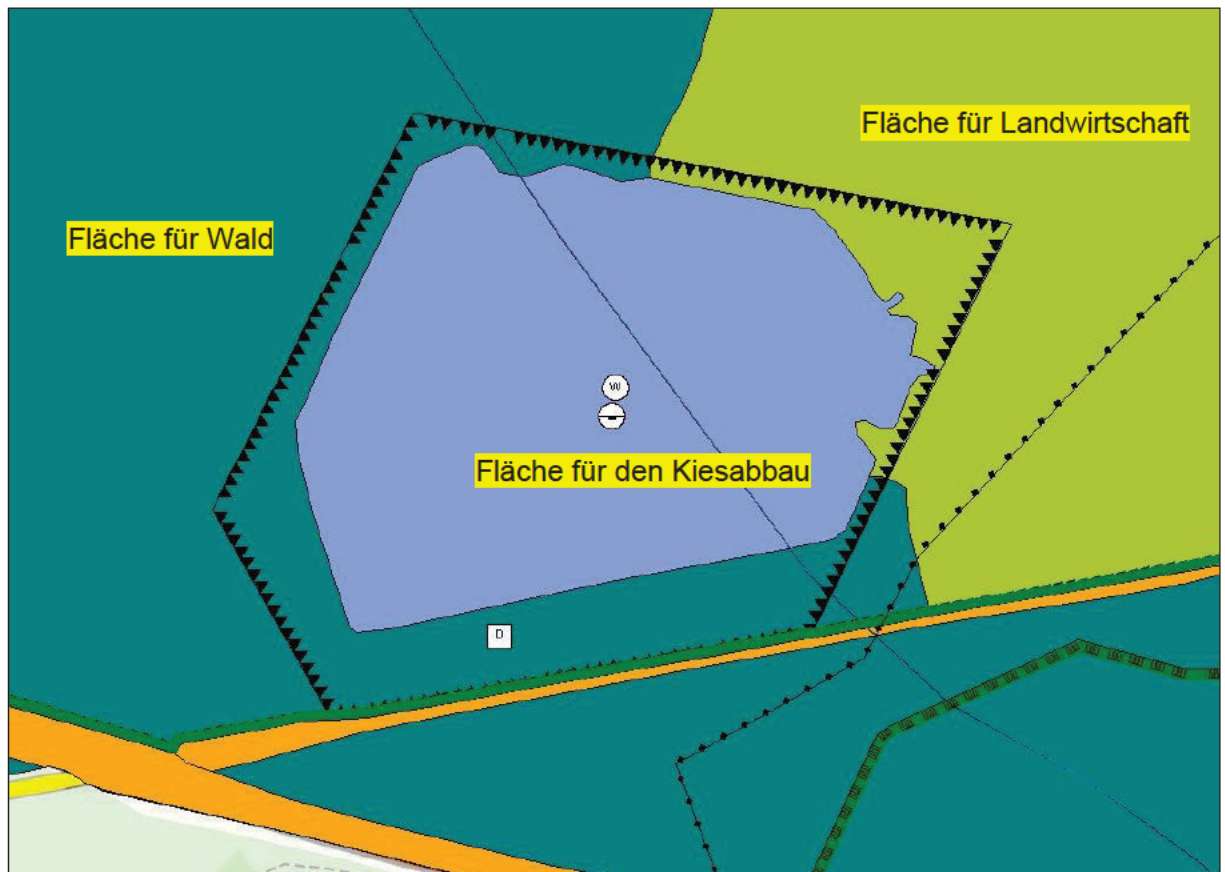 Fläche für Landwirtschaft
Fläche für Wald
W
Fläche für den Kiesabbau
D